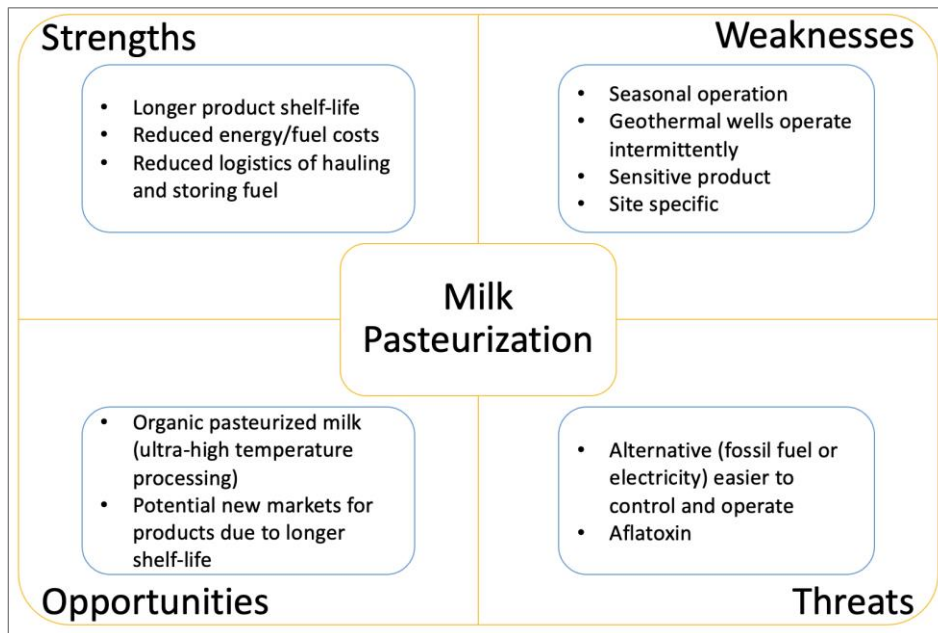 Strengths
• Longer product shelf-life
• Reduced energy/fuel costs
• Reduced logistics of hauling
and storing fuel
Weaknesses
• Seasonal operation
• Geothermal wells operate
intermittently
• Sensitive product
• Site specific
Milk
Pasteurization
• Organic pasteurized milk
(ultra-high temperature
processing)
• Potential new markets for
products due to longer
shelf-life
Opportunities
• Alternative (fossil fuel or
electricity) easier to
control and operate
• Aflatoxin
Threats